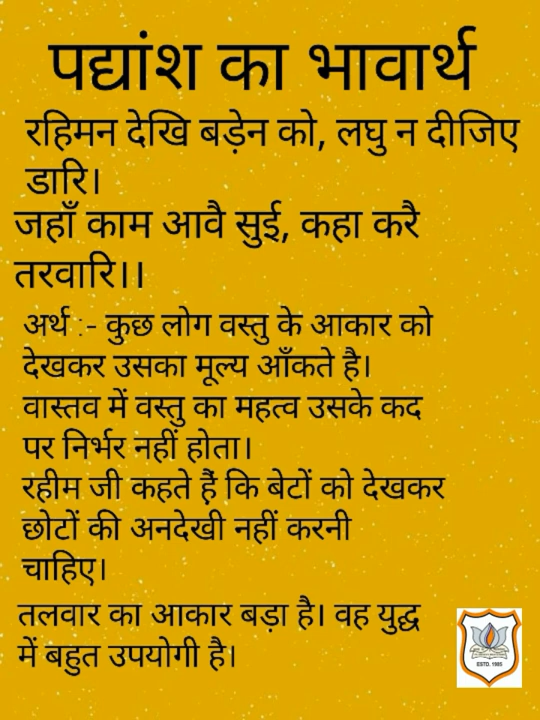 पद्यांश का भावार्थ
रहिमन देखि बड़ेन को, लघु न दीजिए
डारि।
जहाँ काम आवै सुई, कहा करै
तरवारि।।
अर्थ :- कुछ लोग वस्तु के आकार को
देखकर उसका मूल्य आँकते है।
वास्तव में वस्तु का महत्व उसके कद
पर निर्भर नहीं होता।
रहीम जी कहते हैं कि बेटों को देखकर
छोटों की अनदेखी नहीं करनी
चाहिए।
तलवार का आकार बड़ा है। वह युद्ध
में बहुत उपयोगी है।
ESTD. 1985